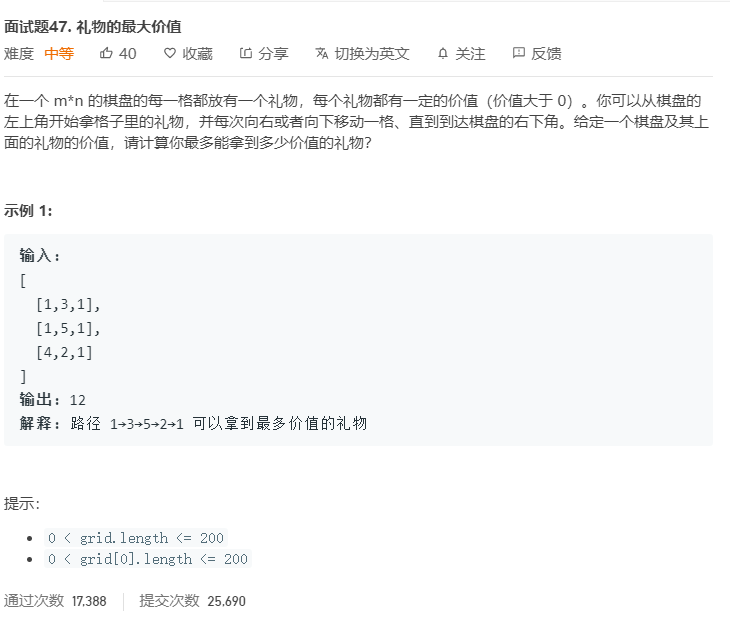 面试题47. 礼物的最大价值
难度 中等 40 收藏 分享 切换为英文 关注 反馈
在一个 m*n 的棋盘的每一格都放有一个礼物，每个礼物都有一定的价值（价值大于 0）。你可以从棋盘的
左上角开始拿格子里的礼物，并每次向右或者向下移动一格、直到到达棋盘的右下角。给定一个棋盘及其上
面的礼物的价值，请计算你最多能拿到多少价值的礼物？
示例 1:
输入:
[
[1,3,1],
[1,5,1],
[4,2,1]
]
输出: 12
解释: 路径 1→3→5→2→1 可以拿到最多价值的礼物
提示：
• 0 < grid.length <= 200
• 0 < grid[0].length <= 200
通过次数 17,388 提交次数 25,690